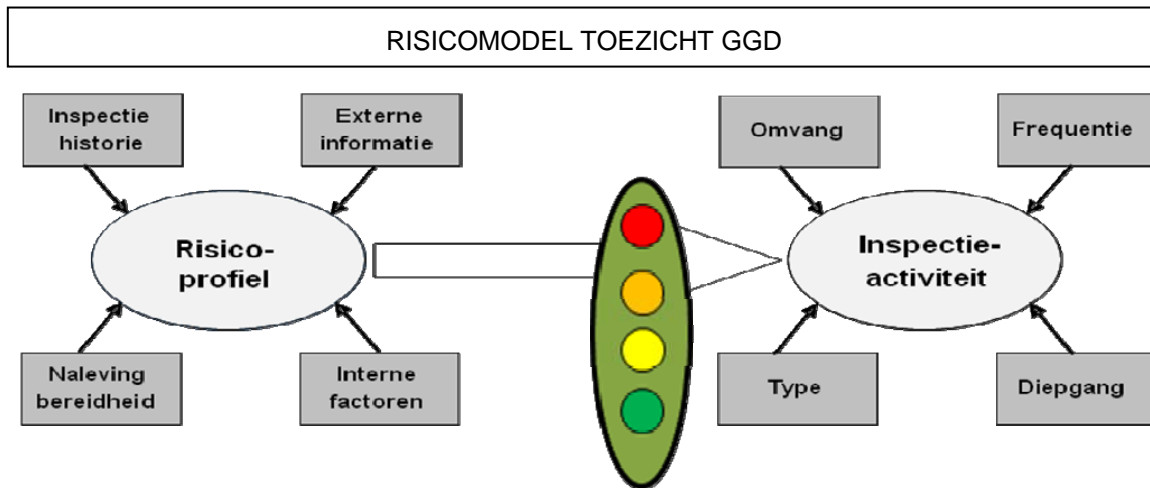 RISICOMODEL TOEZICHT GGD
Inspectie
historie
Externe
informatie
Omvang
Frequentie
Risico-
profiel
Inspectie-
activiteit
Naleving
bereidheid
Interne
factoren
Type
Diepgang